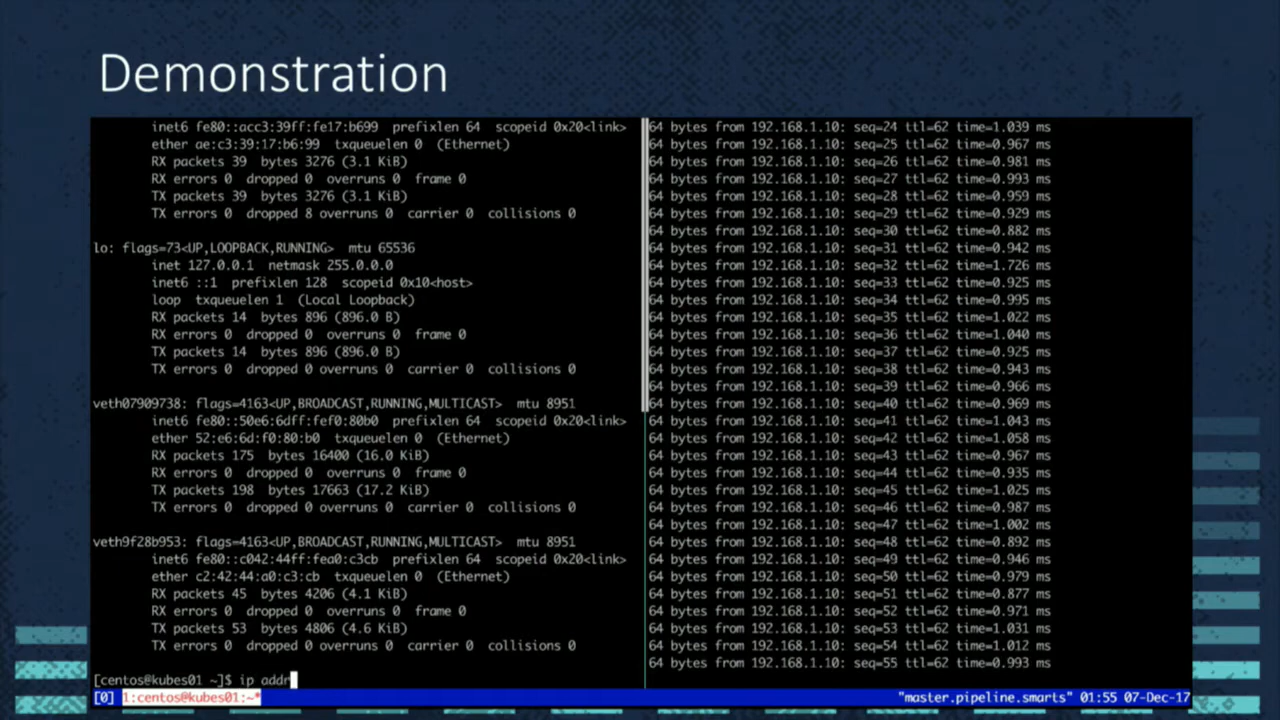 Demonstration
inet6 fe80::acc3:39ff:fe17:b699 prefixlen 64 scopeid 0x20<link>
ether ae:c3:39:17:b6:99 txqueuelen 0 (Ethernet)
RX packets 39 bytes 3276 (3.1 KiB)
RX errors 0 dropped 0 overruns 0 frame 0
TX packets 39 bytes 3276 (3.1 KiB)
TX errors 0 dropped 8 overruns 0 carrier 0 collisions 0
lo: flags=73<UP,LOOPBACK,RUNNING> mtu 65536
inet 127.0.0.1 netmask 255.0.0.0
inet6 ::1 prefixlen 128 scopeid 0x10<host>
loop txqueuelen 1 (Local Loopback)
RX packets 14 bytes 896 (896.0 B)
RX errors 0 dropped 0 overruns 0 frame 0
TX packets 14 bytes 896 (896.0 B)
TX errors 0 dropped 0 overruns 0 carrier 0 collisions 0
veth07909738: flags=4163<UP,BROADCAST,RUNNING,MULTICAST> mtu 8951
inet6 fe80::50e6:6dff:fef0:80b0 prefixlen 64 scopeid 0x20<link>
ether 52:e6:6d:f0:80:b0 txqueuelen 0 (Ethernet)
RX packets 175 bytes 16400 (16.0 KiB)
RX errors 0 dropped 0 overruns 0 frame 0
TX packets 198 bytes 17663 (17.2 KiB)
TX errors 0 dropped 0 overruns 0 carrier 0 collisions 0
veth9f28b953: flags=4163<UP,BROADCAST,RUNNING,MULTICAST> mtu 8951
inet6 fe80::c042:44ff:fea0:c3cb prefixlen 64 scopeid 0x20<link>
ether c2:42:44:a0:c3:cb txqueuelen 0 (Ethernet)
RX packets 45 bytes 4206 (4.1 KiB)
RX errors 0 dropped 0 overruns 0 frame 0
TX packets 53 bytes 4806 (4.6 KiB)
TX errors 0 dropped 0 overruns 0 carrier 0 collisions 0
[centos@kubes01 ~]$ ip addr
64 bytes from 192.168.1.10: seq=24 ttl=62 time=1.039 ms
64 bytes from 192.168.1.10: seq=25 ttl=62 time=0.967 ms
64 bytes from 192.168.1.10: seq=26 ttl=62 time=0.981 ms
64 bytes from 192.168.1.10: seq=27 ttl=62 time=0.993 ms
64 bytes from 192.168.1.10: seq=28 ttl=62 time=0.959 ms
64 bytes from 192.168.1.10: seq=29 ttl=62 time=0.929 ms
64 bytes from 192.168.1.10: seq=30 ttl=62 time=0.882 ms
64 bytes from 192.168.1.10: seq=31 ttl=62 time=0.942 ms
64 bytes from 192.168.1.10: seq=32 ttl=62 time=1.726 ms
64 bytes from 192.168.1.10: seq=33 ttl=62 time=0.925 ms
64 bytes from 192.168.1.10: seq=34 ttl=62 time=0.995 ms
64 bytes from 192.168.1.10: seq=35 ttl=62 time=1.022 ms
64 bytes from 192.168.1.10: seq=36 ttl=62 time=1.040 ms
64 bytes from 192.168.1.10: seq=37 ttl=62 time=0.925 ms
64 bytes from 192.168.1.10: seq=38 ttl=62 time=0.943 ms
64 bytes from 192.168.1.10: seq=39 ttl=62 time=0.966 ms
64 bytes from 192.168.1.10: seq=40 ttl=62 time=0.969 ms
64 bytes from 192.168.1.10: seq=41 ttl=62 time=1.043 ms
64 bytes from 192.168.1.10: seq=42 ttl=62 time=1.058 ms
64 bytes from 192.168.1.10: seq=43 ttl=62 time=0.967 ms
64 bytes from 192.168.1.10: seq=44 ttl=62 time=0.935 ms
64 bytes from 192.168.1.10: seq=45 ttl=62 time=1.025 ms
64 bytes from 192.168.1.10: seq=46 ttl=62 time=0.987 ms
64 bytes from 192.168.1.10: seq=47 ttl=62 time=1.002 ms
64 bytes from 192.168.1.10: seq=48 ttl=62 time=0.892 ms
64 bytes from 192.168.1.10: seq=49 ttl=62 time=0.946 ms
64 bytes from 192.168.1.10: seq=50 ttl=62 time=0.979 ms
64 bytes from 192.168.1.10: seq=51 ttl=62 time=0.877 ms
64 bytes from 192.168.1.10: seq=52 ttl=62 time=0.971 ms
64 bytes from 192.168.1.10: seq=53 ttl=62 time=1.031 ms
64 bytes from 192.168.1.10: seq=54 ttl=62 time=1.012 ms
64 bytes from 192.168.1.10: seq=55 ttl=62 time=0.993 ms
[0] 1:centos@kubes01:~* "master.pipeline.smarts" 01:55 07-Dec-17